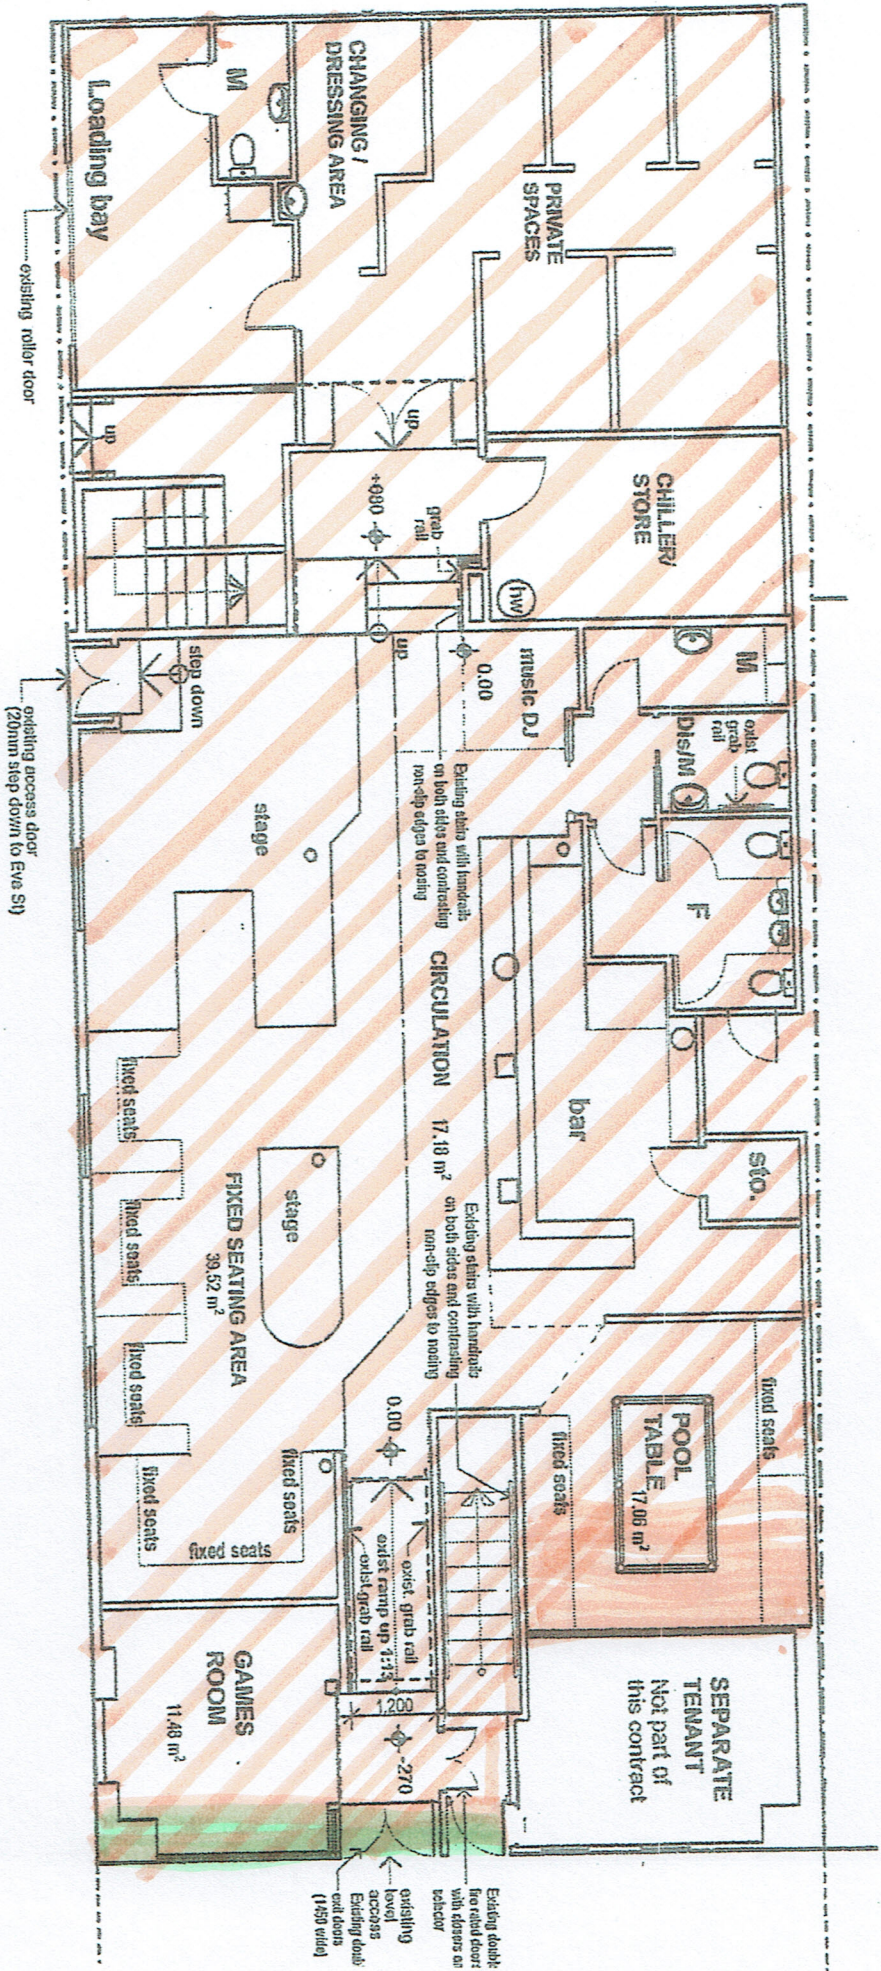 CHANGING /
DRESSING AREA
M
Loading bay
existing roller door
PRIVATE
SPACES
CHILLER/
STORE
up
up
+680
grab
rail
hw
up
0.00
music DJ
M
Dis/M
exist
grab
rail
F
step down
existing access door
(20mm step down to Eva St)
stage
Existing stairs with handrails
on both sides and contrasting
non-slip edges to nosing
CIRCULATION 17.18 m²
bar
sto.
fixed seats
fixed seats
fixed seats
fixed seats
fixed seats
fixed seats
stage
FIXED SEATING AREA
39.52 m²
Existing stairs with handrails
on both sides and contrasting
non-slip edges to nosing
0.00
fixed seats
fixed seats
POOL
TABLE
17.06 m²
exist. grab rail
exist ramp up 1:13
exist.grab rail
1,200
-270
GAMES
ROOM
11.48 m²
SEPARATE
TENANT
Not part of
this contract
Existing double
fire rated doors
with closers an
selector
existing
level
access
Existing doubl
exit doors
(1450 wide)